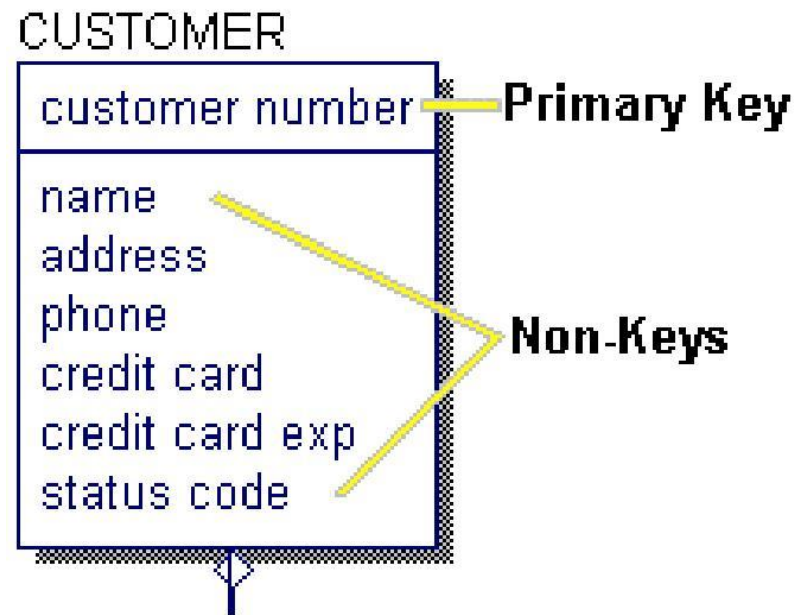 CUSTOMER
customer number
Primary Key
name
address
phone
credit card
credit card exp
status code
Non-Keys